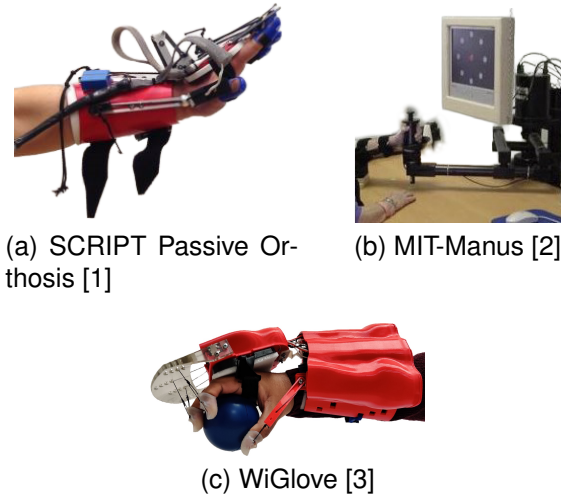 (a) SCRIPT Passive Or-
thosis [1]
(b) MIT-Manus [2]
(c) WiGlove [3]